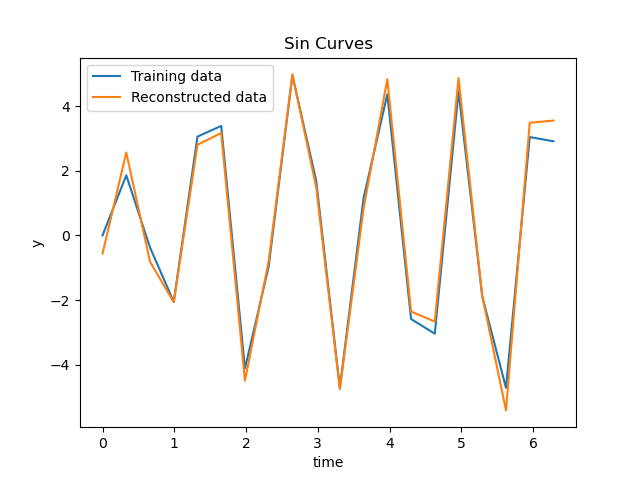 Sin Curves
Training data
Reconstructed data
4
2
0
−2
−4
y
0 1 2 3 4 5 6
time